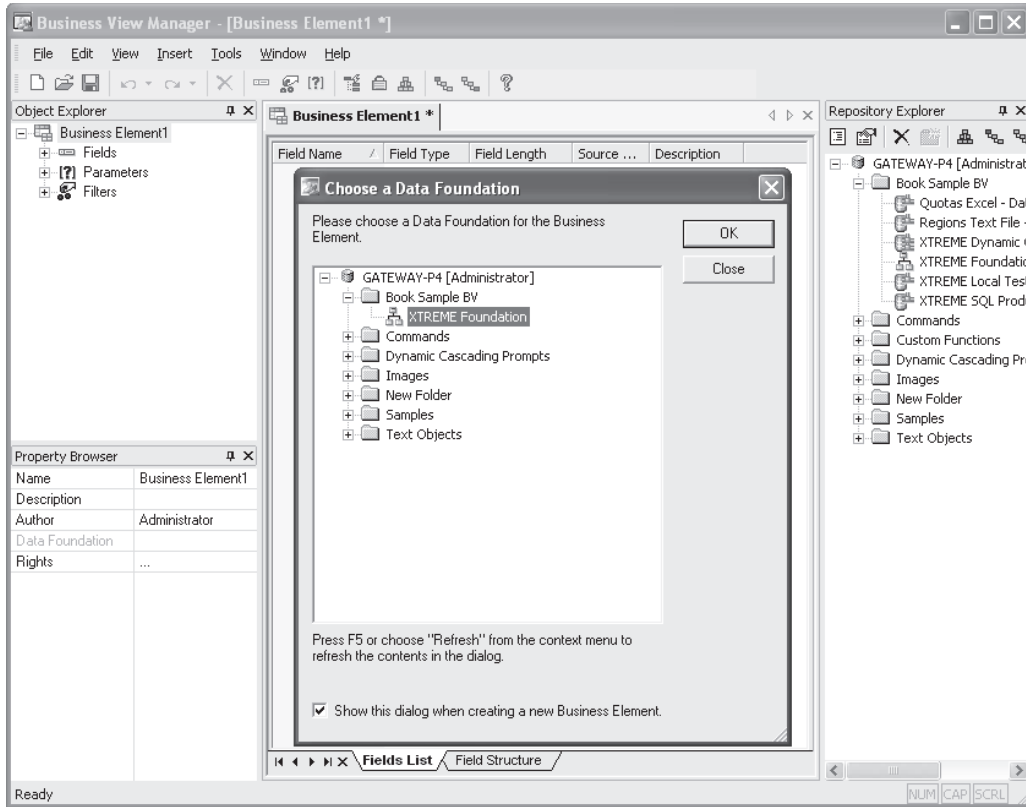 Business View Manager - [Business Element1 *]
File Edit View Insert Tools Window Help
Object Explorer
Business Element1
Fields
[?] Parameters
Filters
Property Browser
Name Business Element1
Description
Author Administrator
Data Foundation
Rights ...
Business Element1 *
Field Name Field Type Field Length Source ... Description
Choose a Data Foundation
Please choose a Data Foundation for the Business
Element.
OK
Close
GATEWAY-P4 [Administrator]
Book Sample BV
XTREME Foundation
Commands
Dynamic Cascading Prompts
Images
New Folder
Samples
Text Objects
Press F5 or choose "Refresh" from the context menu to
refresh the contents in the dialog.
Show this dialog when creating a new Business Element.
Fields List Field Structure
Repository Explorer
GATEWAY-P4 [Administrat
Book Sample BV
Quotas Excel - Da
Regions Text File -
XTREME Dynamic
XTREME Foundatio
XTREME Local Test
XTREME SQL Prod
Commands
Custom Functions
Dynamic Cascading Pr
Images
New Folder
Samples
Text Objects
Ready
NUM CAP SCRL